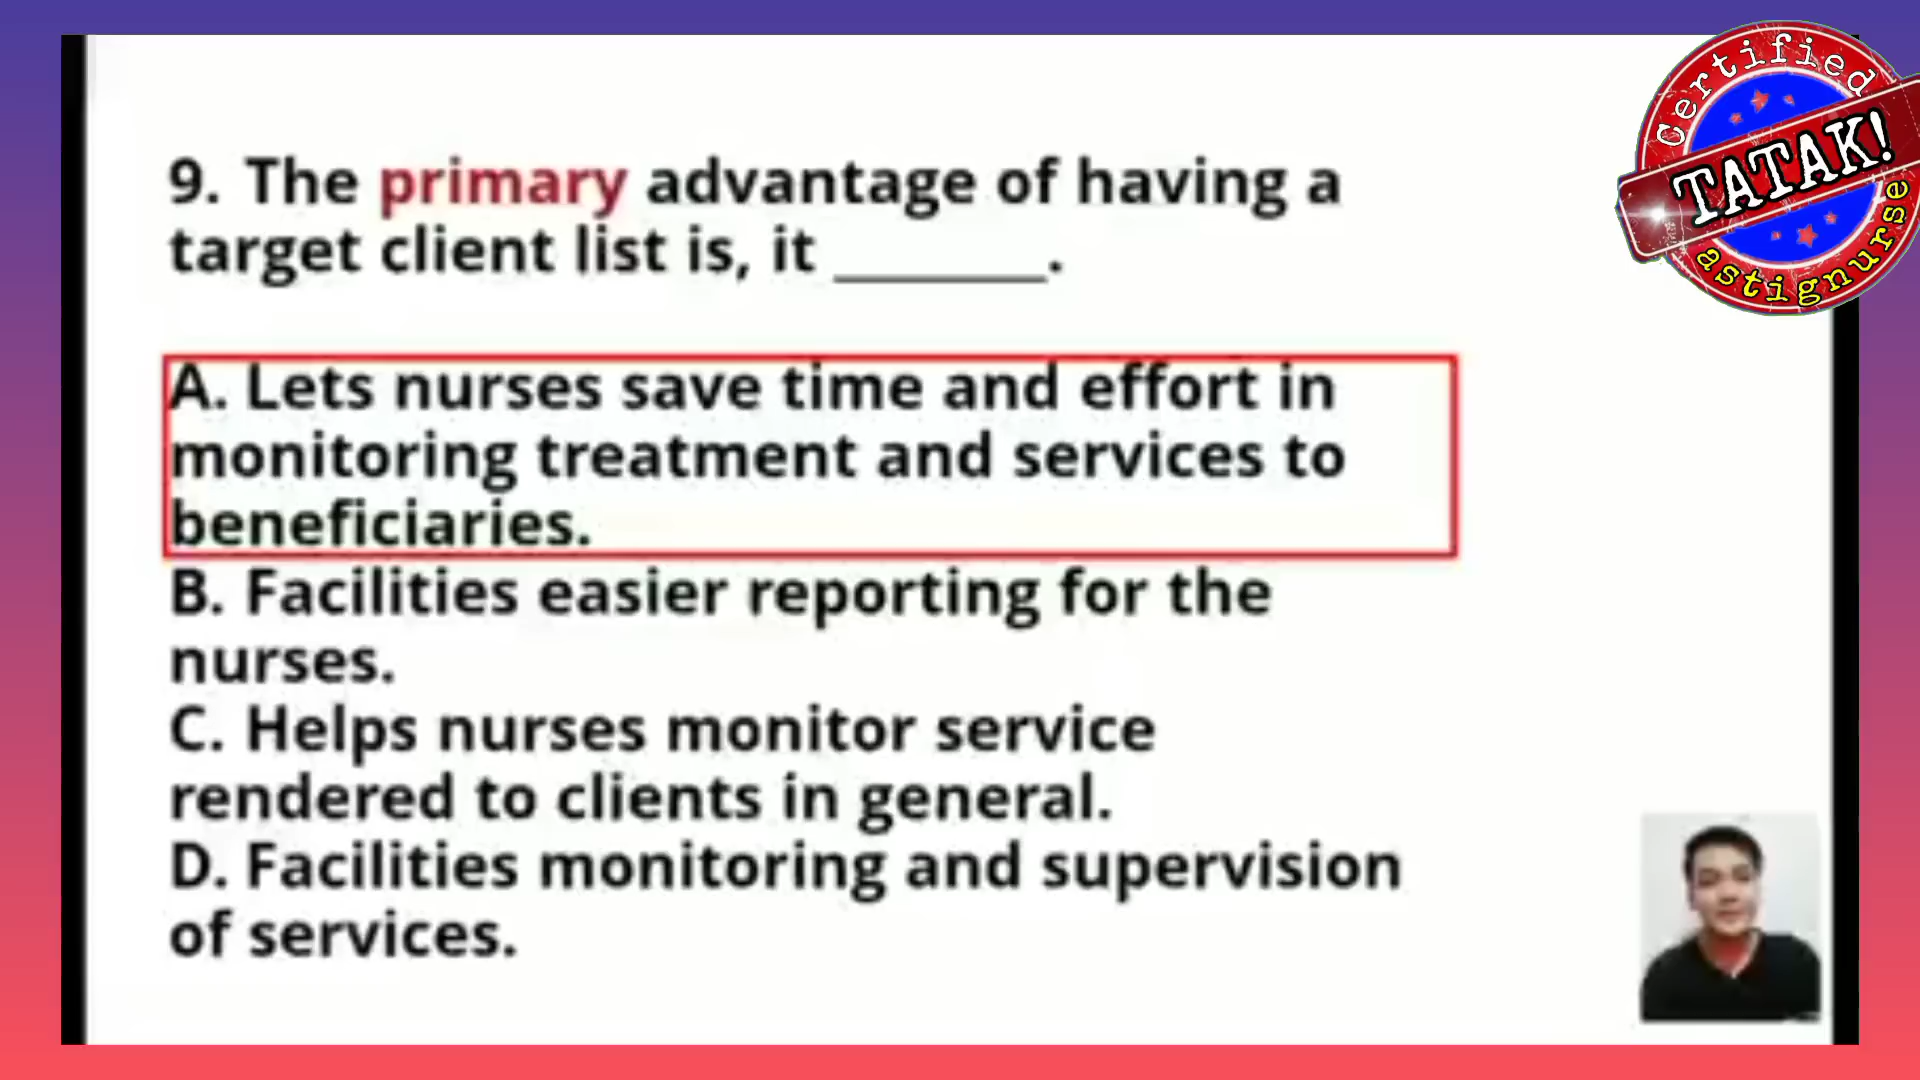 9. The primary advantage of having a
target client list is, it ________.
A. Lets nurses save time and effort in
monitoring treatment and services to
beneficiaries.
B. Facilities easier reporting for the
nurses.
C. Helps nurses monitor service
rendered to clients in general.
D. Facilities monitoring and supervision
of services.
Certified
TATAK!
astignurse